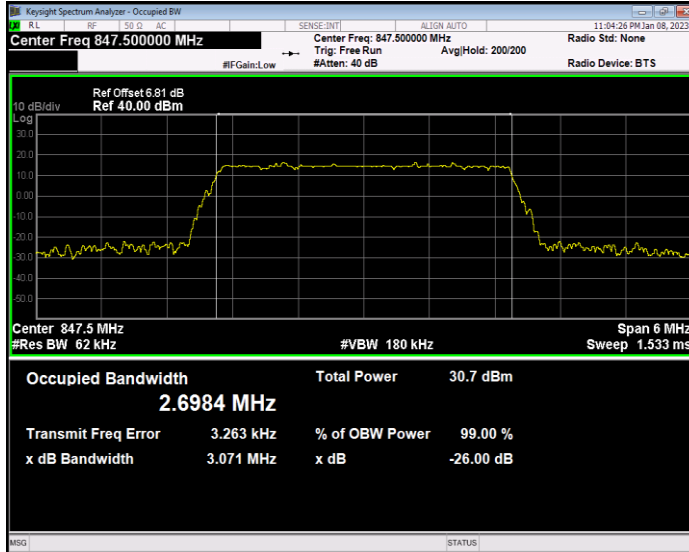 Keysight Spectrum Analyzer - Occupied BW
RL RF 50 Ω AC SENSE:INT ALIGN AUTO 11:04:26 PM Jan 08, 2023
Center Freq 847.500000 MHz Center Freq: 847.500000 MHz Radio Std: None
Trig: Free Run Avg|Hold: 200/200
#IFGain:Low #Atten: 40 dB Radio Device: BTS
Ref Offset 6.81 dB
10 dB/div Ref 40.00 dBm
Log
30.0
20.0
10.0
0.00
-10.0
-20.0
-30.0
-40.0
-50.0
Center 847.5 MHz Span 6 MHz
#Res BW 62 kHz #VBW 180 kHz Sweep 1.533 ms
Occupied Bandwidth Total Power 30.7 dBm
2.6984 MHz
Transmit Freq Error 3.263 kHz % of OBW Power 99.00 %
x dB Bandwidth 3.071 MHz x dB -26.00 dB
MSG STATUS